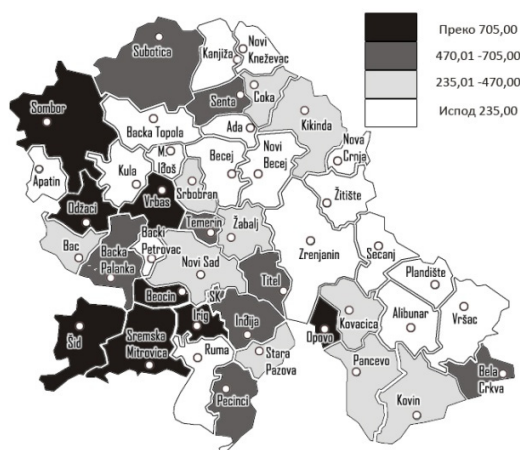 Преко 705,00
470,01 -705,00
235,01 -470,00
Испод 235,00
Subotica
Kanjiža
Novi
Kneževac
Sombor
Senta
Coka
Kikinda
Backa Topola
Ada
Nova
Crnja
Apatin
Kula
M.
Iđoš
Becej
Novi
Becej
Odžaci
Vrbas
Srbobran
Žitište
Bac
Backa
Palanka
Backi
Petrovac
Temerin
Žabalj
Zrenjanin
Secanj
Novi Sad
Titel
Plandište
Beocin
SK
Irig
Inđija
Opovo
Kovacica
Alibunar
Vršac
Šid
Sremska
Mitrovica
Ruma
Stara
Pazova
Pancevo
Pecinci
Kovin
Bela
Crkva